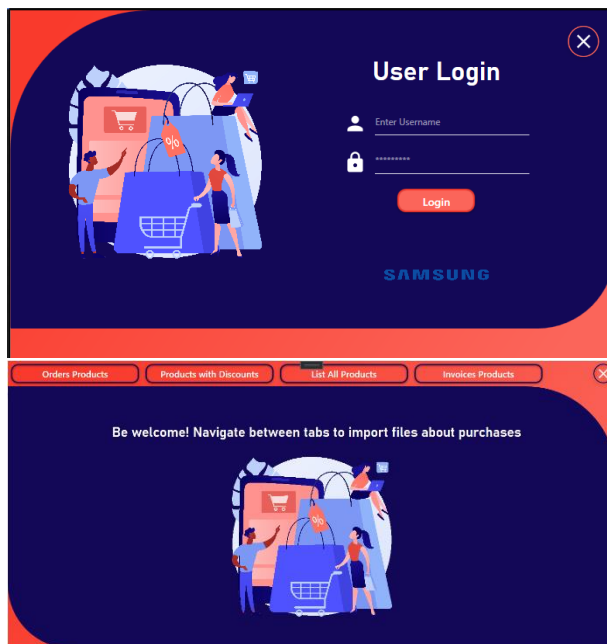 User Login
Enter Username
*********
Login
%
SAMSUNG
Orders Products
Products with Discounts
List All Products
Invoices Products
Be welcome! Navigate between tabs to import files about purchases
%